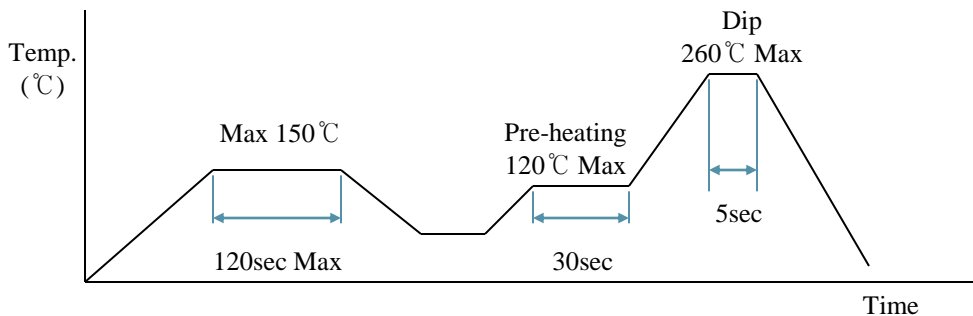 Temp.
(℃)
Max 150℃
120sec Max
Pre-heating
120℃ Max
30sec
Dip
260℃ Max
5sec
Time